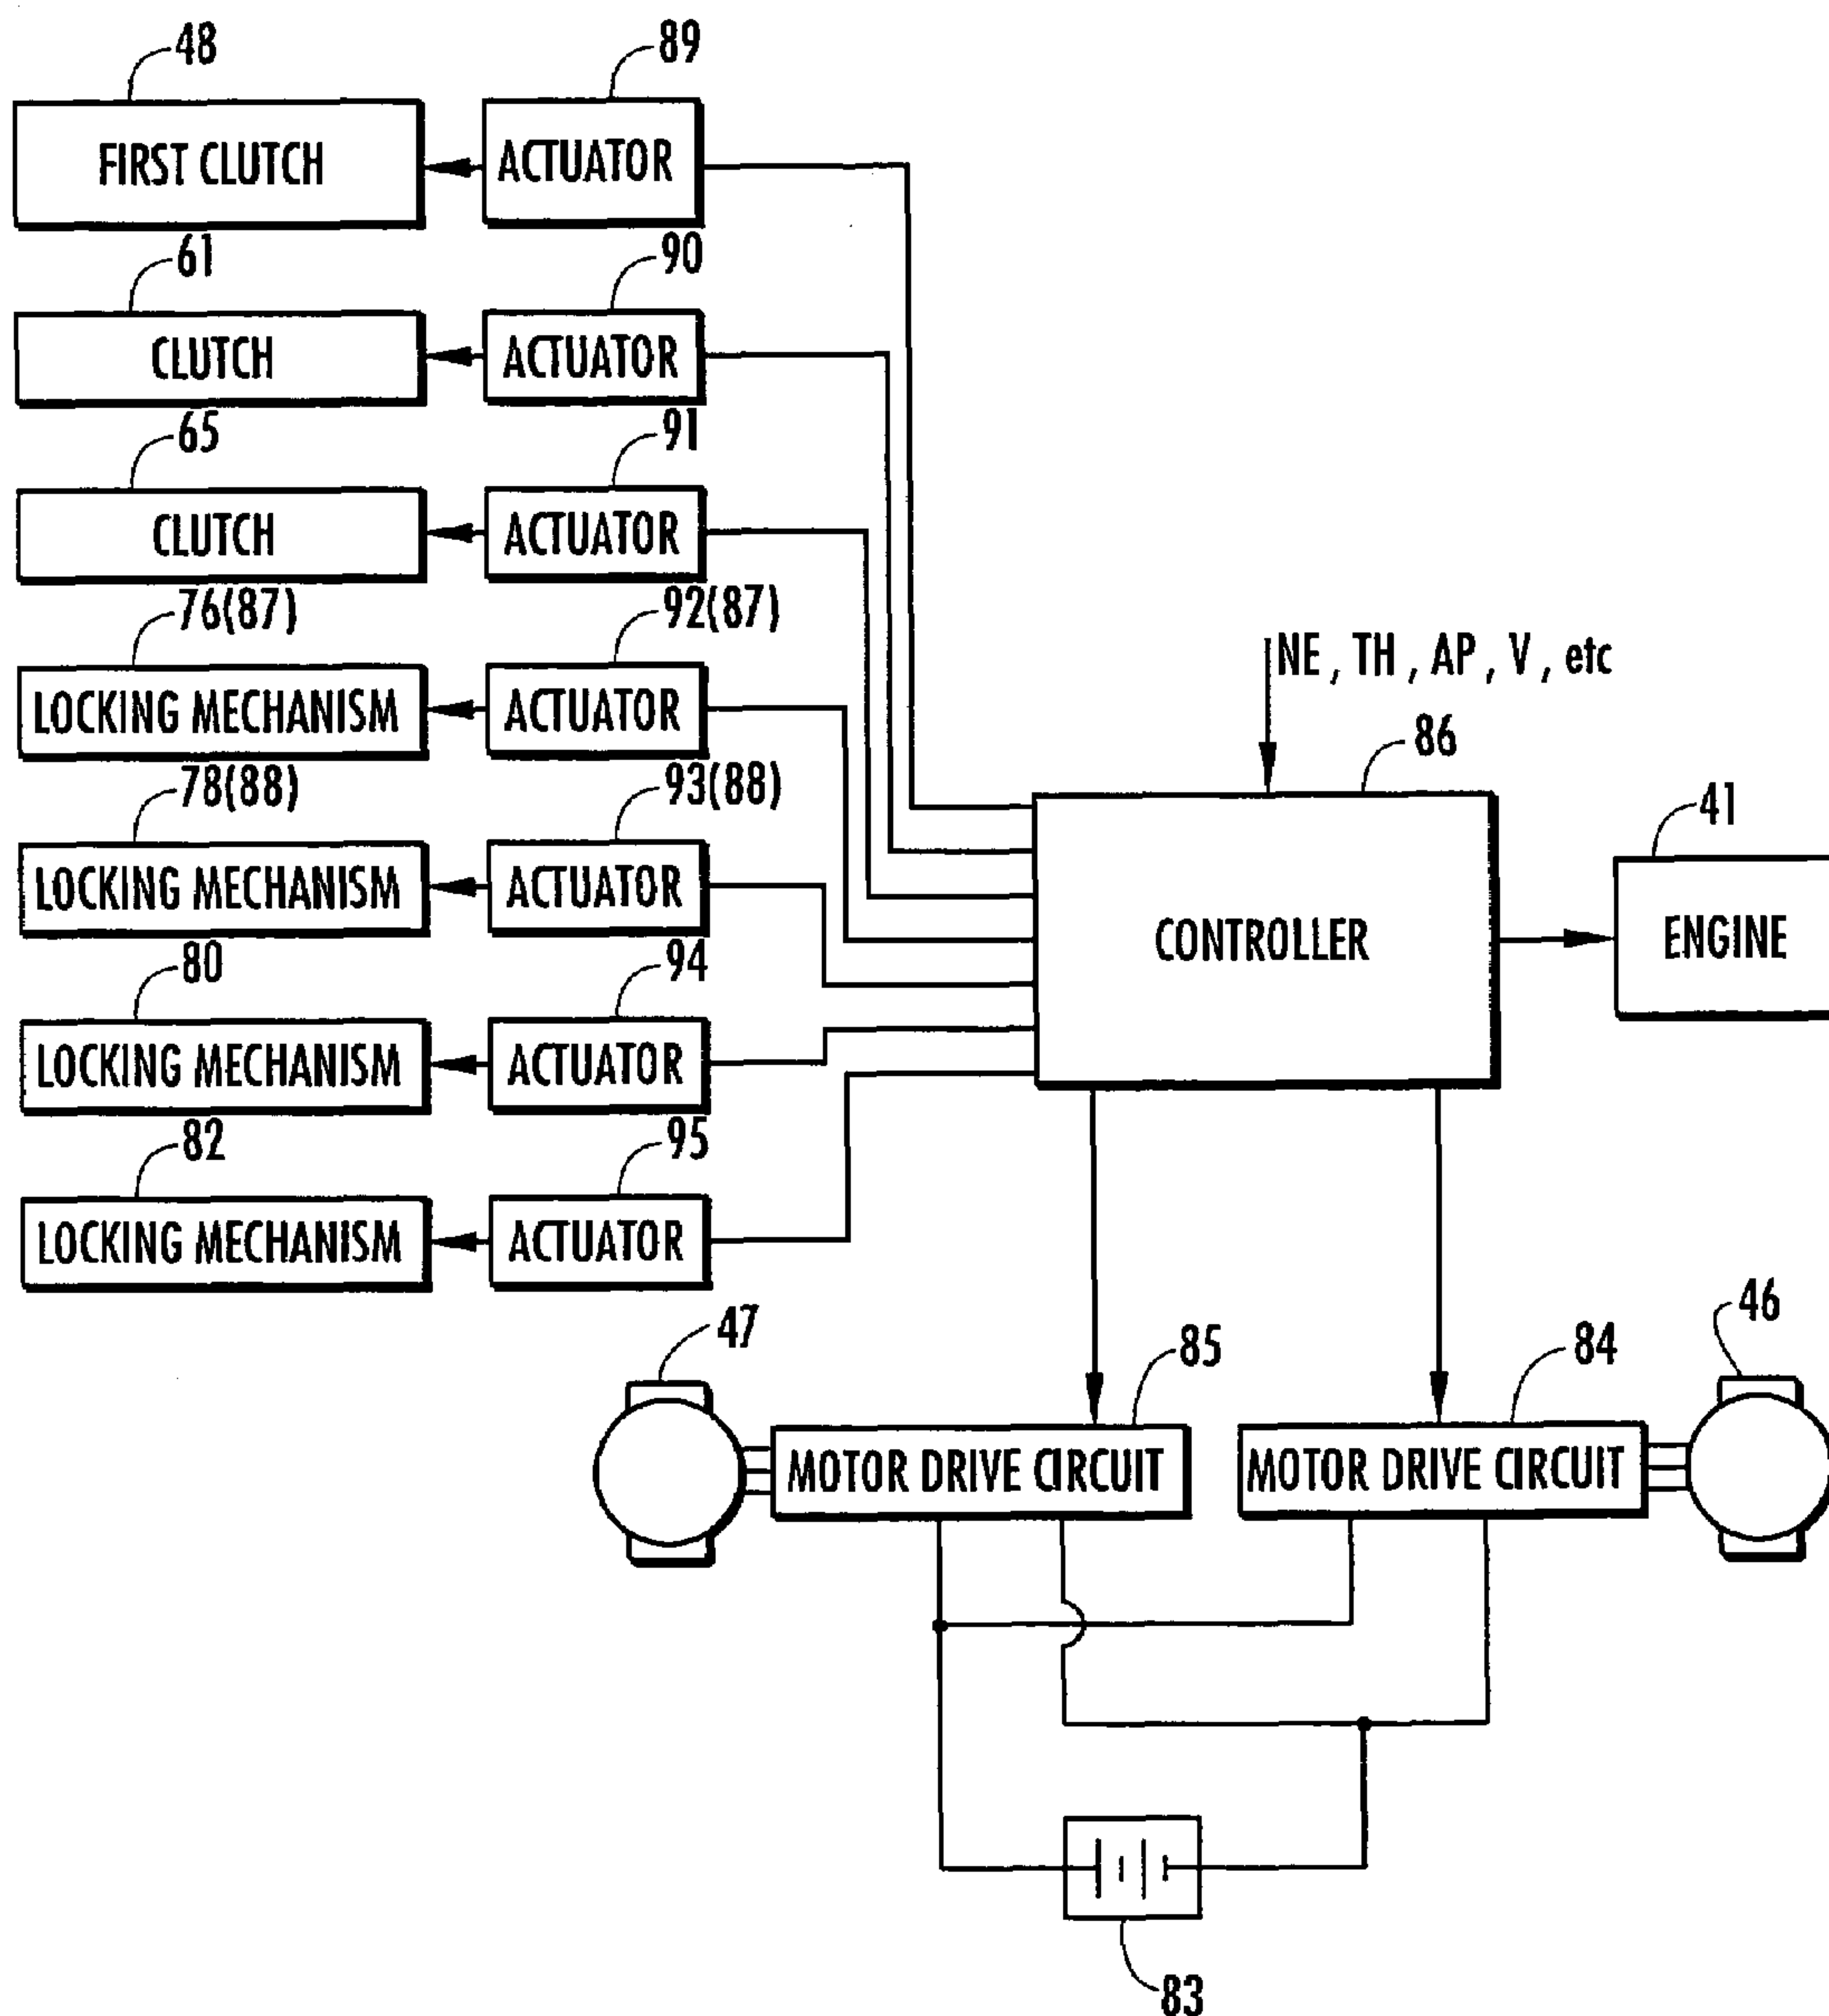 48
89
FIRST CLUTCH
ACTUATOR
61
90
CLUTCH
ACTUATOR
65
91
CLUTCH
ACTUATOR
76(87)
92(87)
LOCKING MECHANISM
ACTUATOR
NE, TH, AP, V, etc
86
78(88)
93(88)
LOCKING MECHANISM
ACTUATOR
CONTROLLER
41
ENGINE
80
94
LOCKING MECHANISM
ACTUATOR
82
95
LOCKING MECHANISM
ACTUATOR
47
85
84
46
MOTOR DRIVE CIRCUIT
MOTOR DRIVE CIRCUIT
83